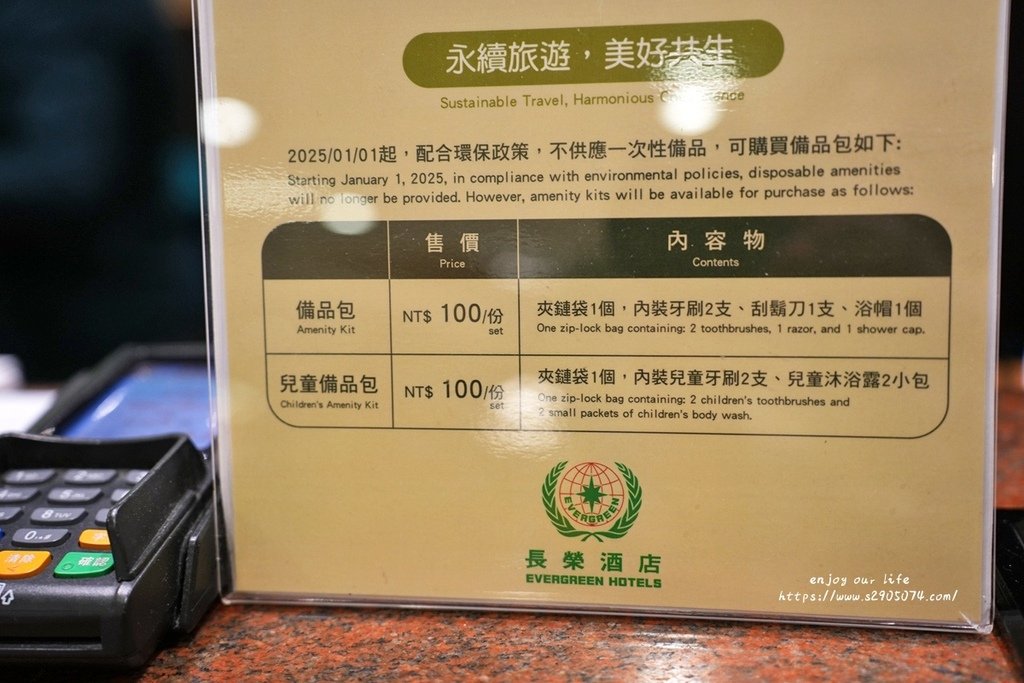 永續旅遊，美好共生
Sustainable Travel, Harmonious
2025/01/01起，配合環保政策，不供應一次性備品，可購買備品包如下:
Starting January 1, 2025, in compliance with environmental policies, disposable amenities
will no longer be provided. However, amenity kits will be available for purchase as follows:
售價 內容物
Price Contents
備品包 NT$ 100/份 夾鏈袋1個，內裝牙刷2支、刮鬍刀1支、浴帽1個
Amenity Kit set One zip-lock bag containing: 2 toothbrushes, 1 razor, and 1 shower cap.
兒童備品包 NT$ 100/份 夾鏈袋1個，內裝兒童牙刷2支、兒童沐浴露2小包
Children's Amenity Kit set One zip-lock bag containing: 2 children's toothbrushes and
2 small packets of children's body wash.
EVERGREEN
長榮酒店
EVERGREEN HOTELS
enjoy our life
https://www.s2905074.com/
8 TUV
0
清除 確認